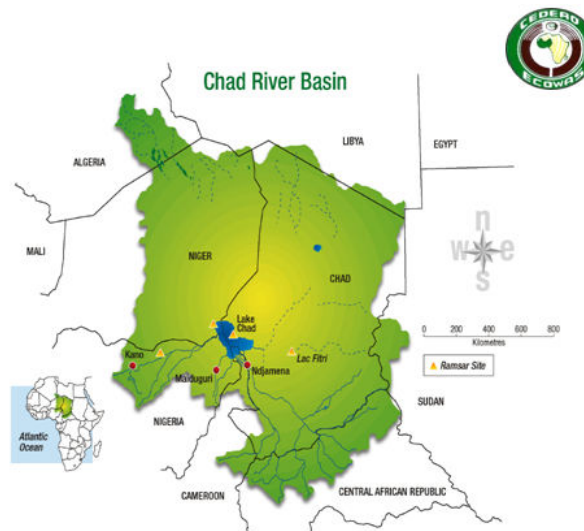 CEDEAO
ECOWAS
Chad River Basin
LIBYA
EGYPT
ALGERIA
MALI
NIGER
CHAD
n
w e
s
Lake
Chad
0 200 400 600 800
Kilometres
Kano
Lac Fitri
Ramsar Site
Maiduguri
Ndjamena
SUDAN
NIGERIA
Atlantic
Ocean
CAMEROON
CENTRAL AFRICAN REPUBLIC